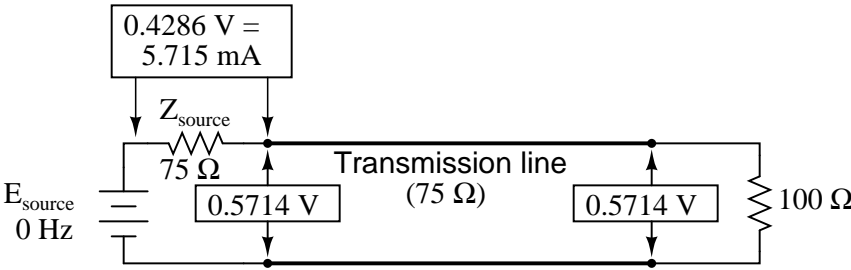 0.4286 V =
5.715 mA
Zsource
75 Ω
Transmission line
(75 Ω)
Esource
0 Hz
0.5714 V
0.5714 V
100 Ω